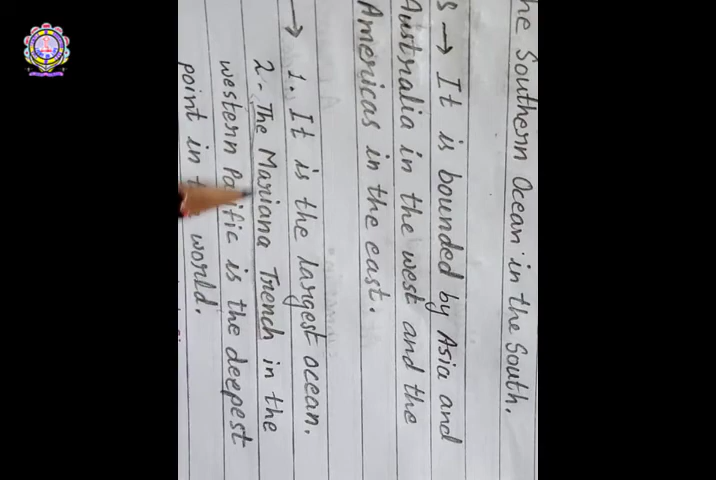 he Southern Ocean in the South.
s → It is bounded by Asia and
Australia in the west and the
Americas in the east.
→ 1. It is the largest ocean.
2. The Mariana Trench in the
western Pacific is the deepest
point in t world.